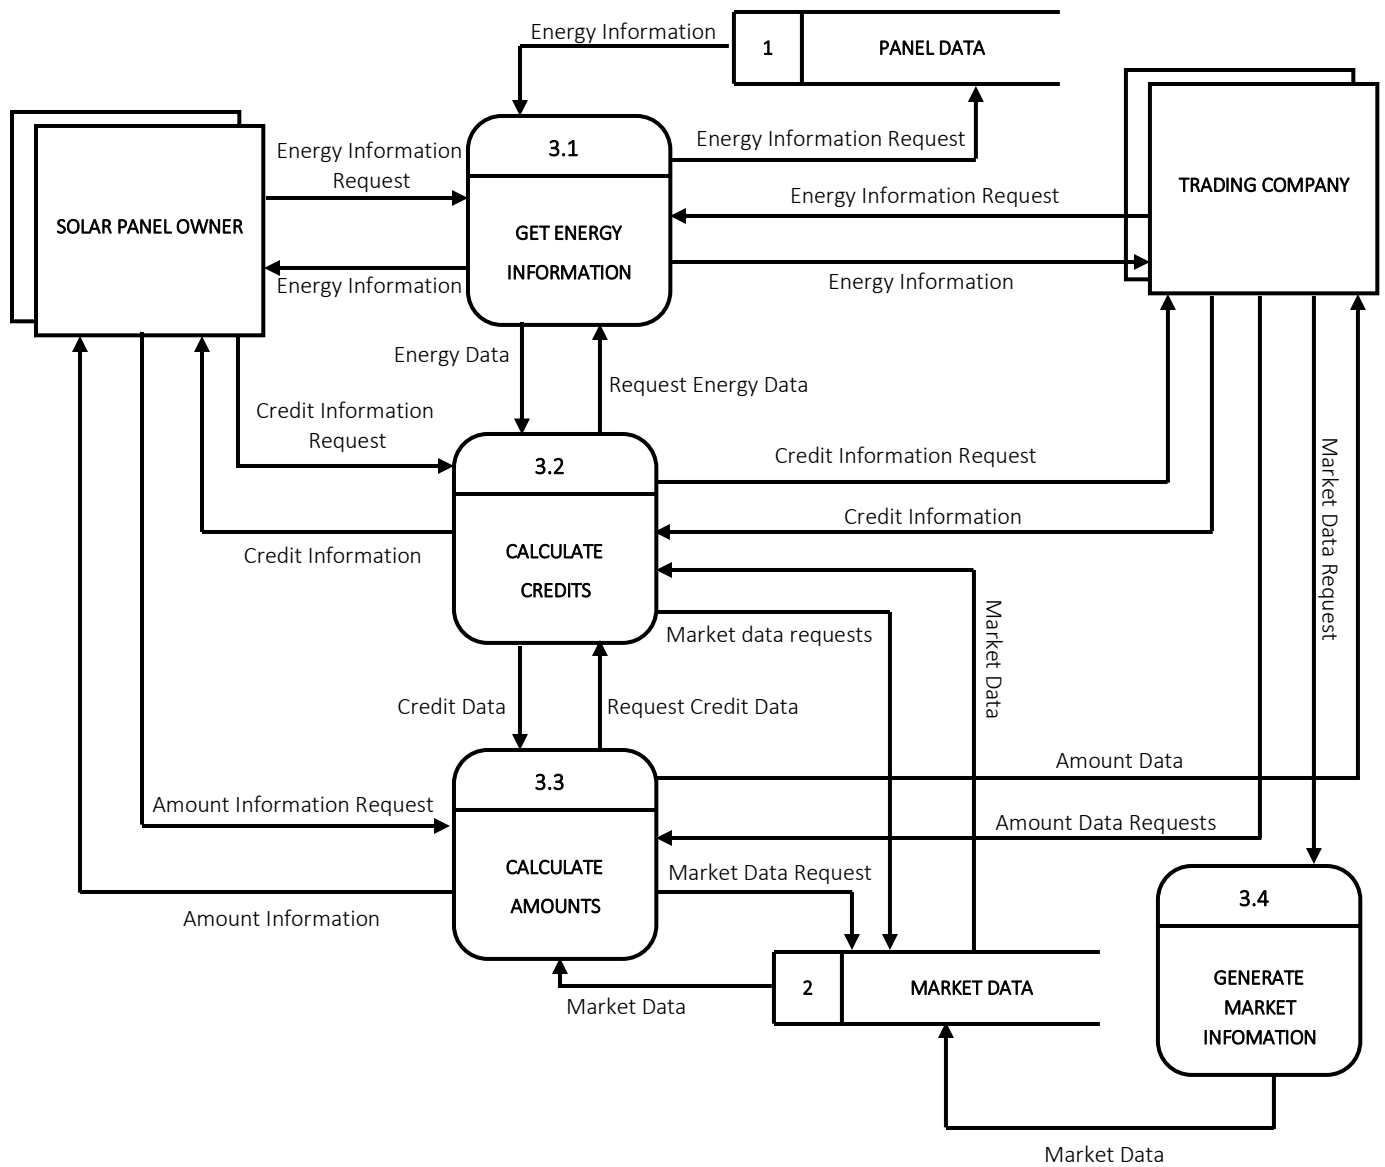 Energy Information
1
PANEL DATA
3.1
GET ENERGY
INFORMATION
Energy Information Request
Energy Information
Request
SOLAR PANEL OWNER
Energy Information
Energy Information Request
TRADING COMPANY
Energy Information
Energy Data
Request Energy Data
Credit Information
Request
3.2
CALCULATE
CREDITS
Credit Information Request
Credit Information
Credit Information
Market Data Request
Market data requests
Market Data
Credit Data
Request Credit Data
3.3
CALCULATE
AMOUNTS
Amount Data
Amount Information Request
Amount Data Requests
Market Data Request
Amount Information
3.4
GENERATE
MARKET
INFOMATION
2
MARKET DATA
Market Data
Market Data